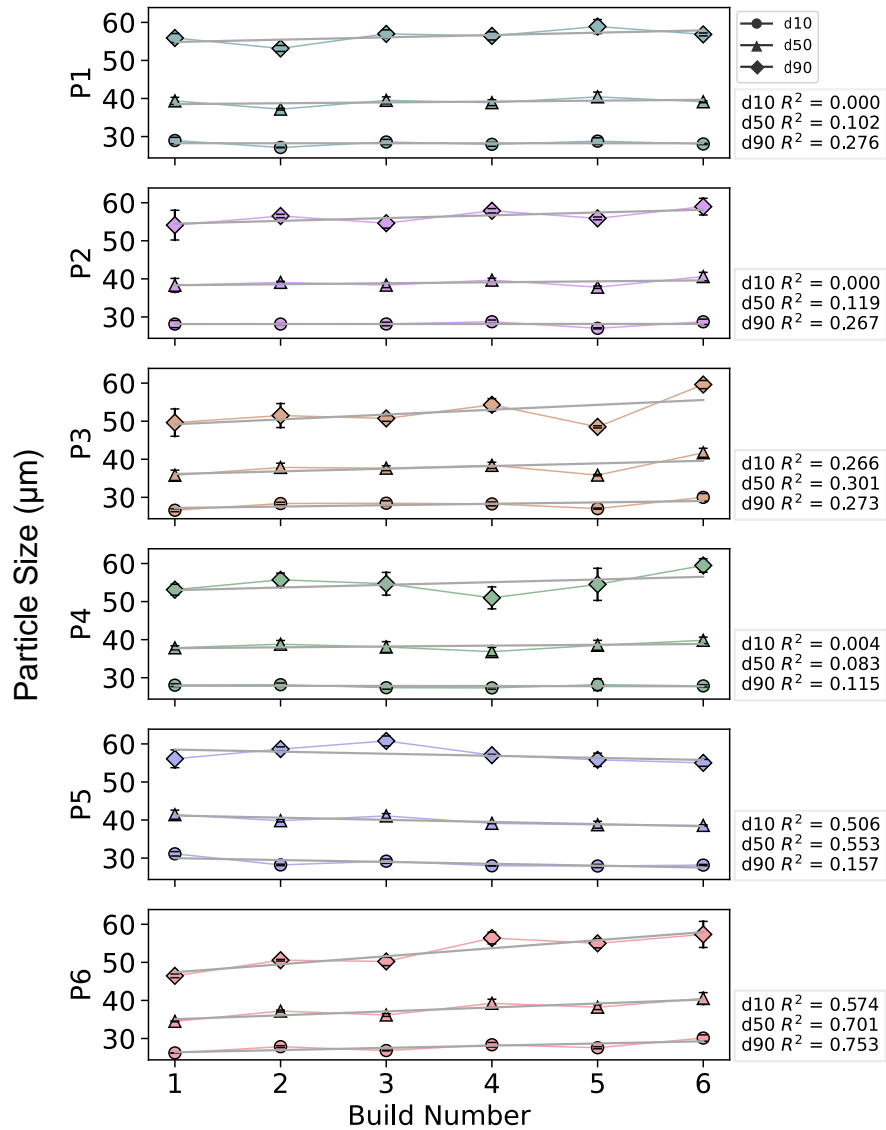 Particle Size (μm)
P1
60
50
40
30
d10
d50
d90
d10 R² = 0.000
d50 R² = 0.102
d90 R² = 0.276
1 2 3 4 5 6
P2
60
50
40
30
d10 R² = 0.000
d50 R² = 0.119
d90 R² = 0.267
P3
60
50
40
30
d10 R² = 0.266
d50 R² = 0.301
d90 R² = 0.273
P4
60
50
40
30
d10 R² = 0.004
d50 R² = 0.083
d90 R² = 0.115
P5
60
50
40
30
d10 R² = 0.506
d50 R² = 0.553
d90 R² = 0.157
P6
60
50
40
30
d10 R² = 0.574
d50 R² = 0.701
d90 R² = 0.753
1 2 3 4 5 6
Build Number